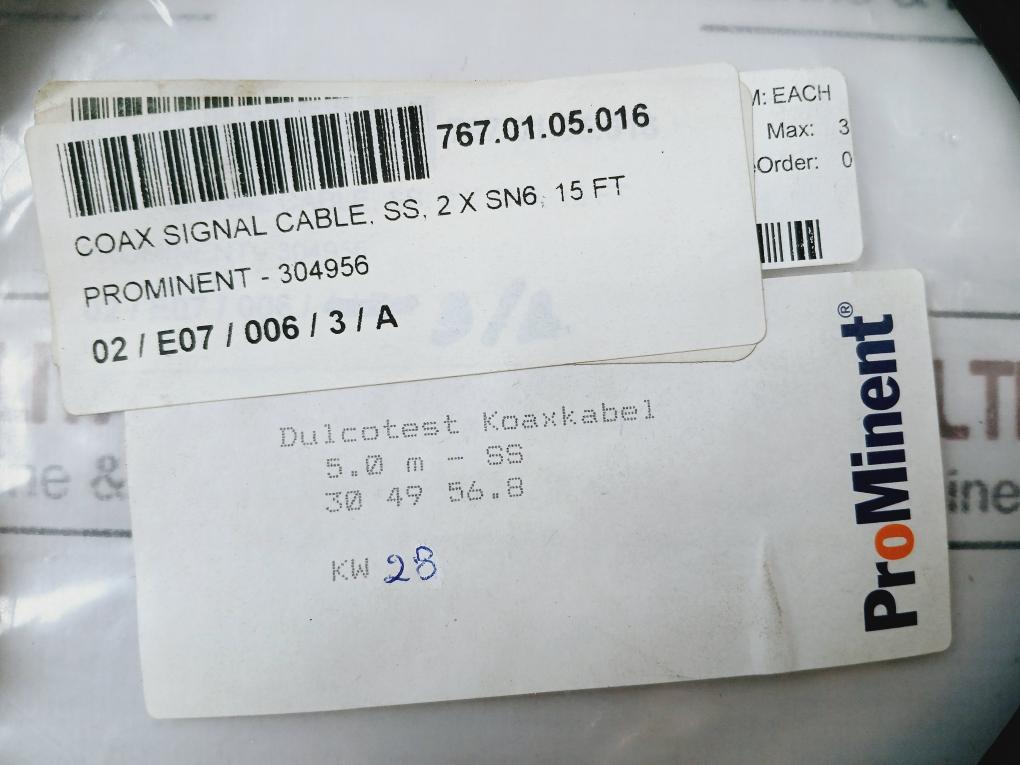 767.01.05.016
COAX SIGNAL CABLE, SS, 2 X SN6, 15 FT
PROMINENT - 304956
02 / E07 / 006 / 3 / A
: EACH
Max: 3
Order: 0
Dulcotest Koaxkabel
5.0 m - SS
30 49 56.8
KW 28
ProMinent®